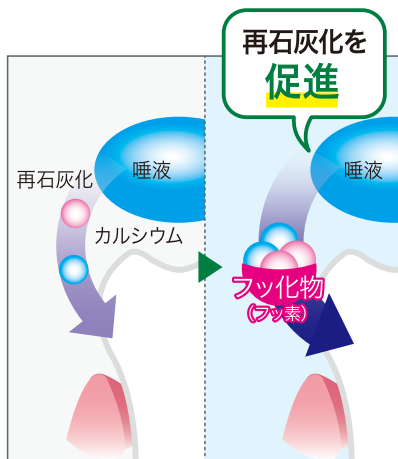 再石灰化を
促進
唾液
再石灰化
カルシウム
唾液
フッ化物
(フッ素)